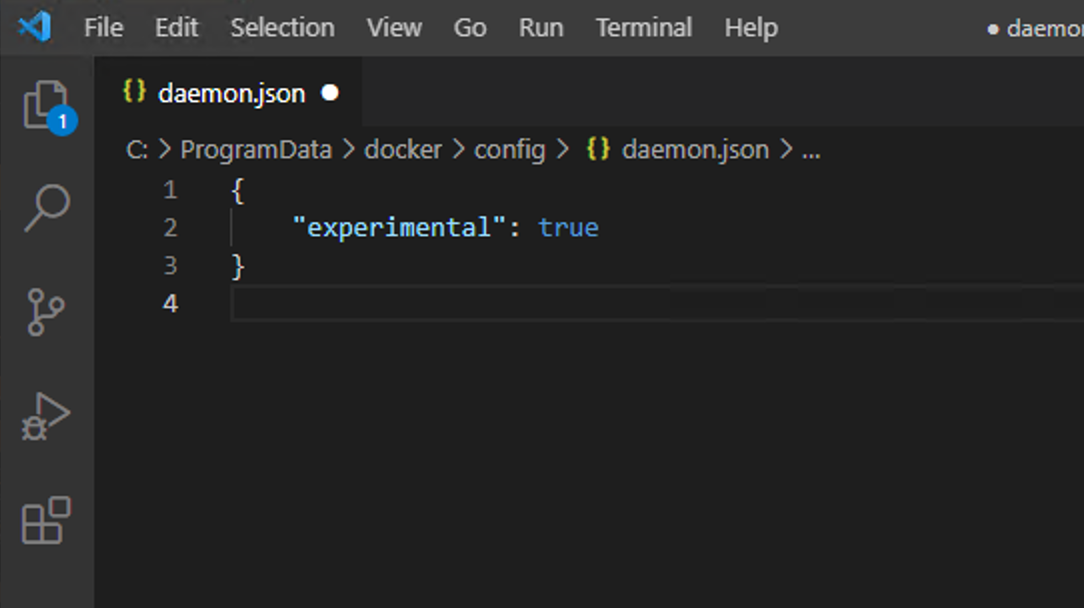 File Edit Selection View Go Run Terminal Help ● daemon
{} daemon.json ●
1
C: > ProgramData > docker > config > {} daemon.json > ...
1 {
2 "experimental": true
3 }
4